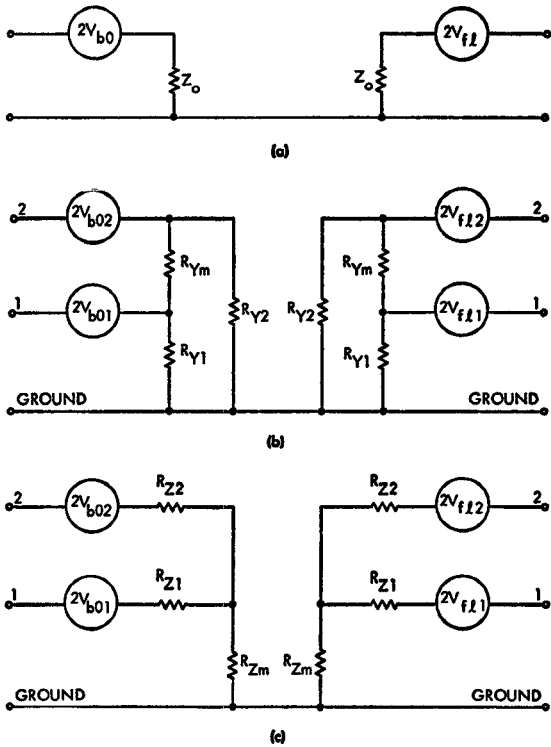 2V_b0 2V_fℓ
Z_o Z_o
(a)
2 2V_b02 2V_fℓ2 2
R_Ym R_Ym
1 2V_b01 R_Y2 R_Y2 2V_fℓ1 1
R_Y1 R_Y1
GROUND GROUND
(b)
R_Z2 R_Z2
2 2V_b02 2V_fℓ2 2
R_Z1 R_Z1
1 2V_b01 2V_fℓ1 1
R_Zm R_Zm
GROUND GROUND
(c)